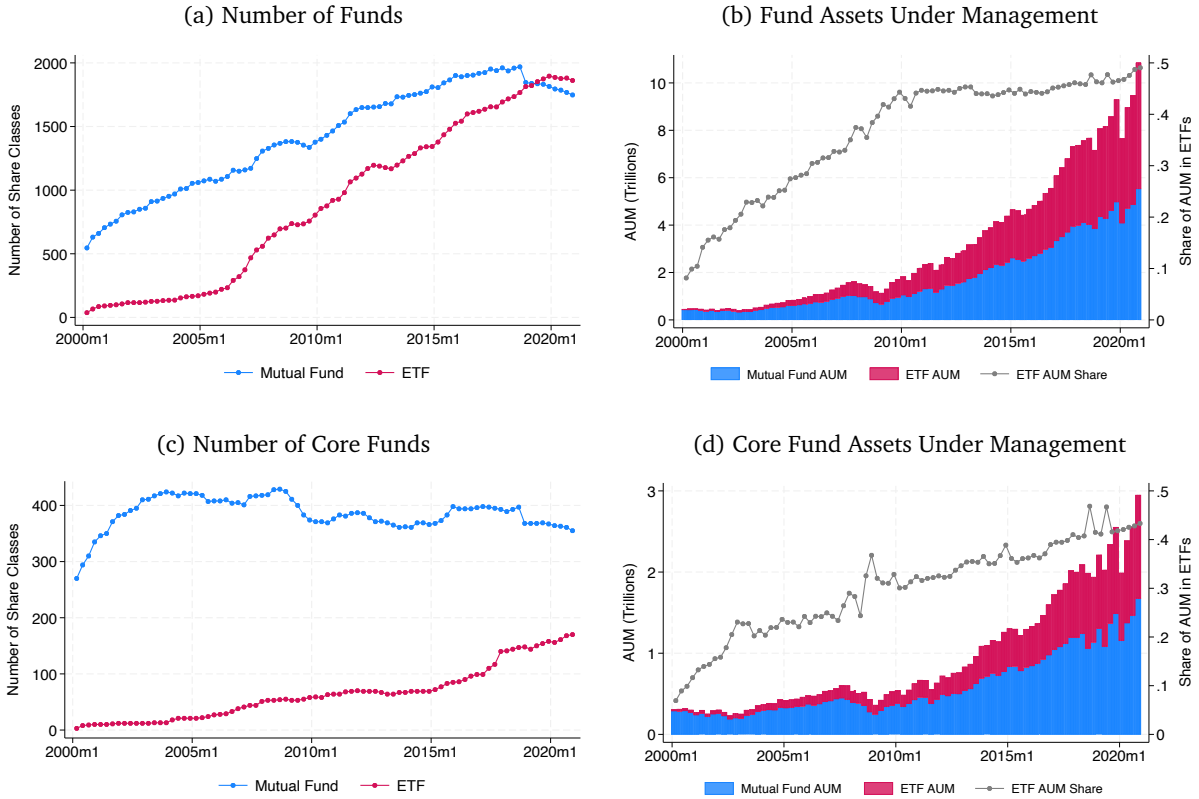 (a) Number of Funds
Number of Share Classes
2000
1500
1000
500
0
2000m1 2005m1 2010m1 2015m1 2020m1
Mutual Fund ETF
(b) Fund Assets Under Management
AUM (Trillions)
10
8
6
4
2
0
.5
.4
.3
.2
.1
0
Share of AUM in ETFs
2000m1 2005m1 2010m1 2015m1 2020m1
Mutual Fund AUM ETF AUM ETF AUM Share
(c) Number of Core Funds
Number of Share Classes
400
300
200
100
0
2000m1 2005m1 2010m1 2015m1 2020m1
Mutual Fund ETF
(d) Core Fund Assets Under Management
AUM (Trillions)
3
2
1
0
.5
.4
.3
.2
.1
0
Share of AUM in ETFs
2000m1 2005m1 2010m1 2015m1 2020m1
Mutual Fund AUM ETF AUM ETF AUM Share